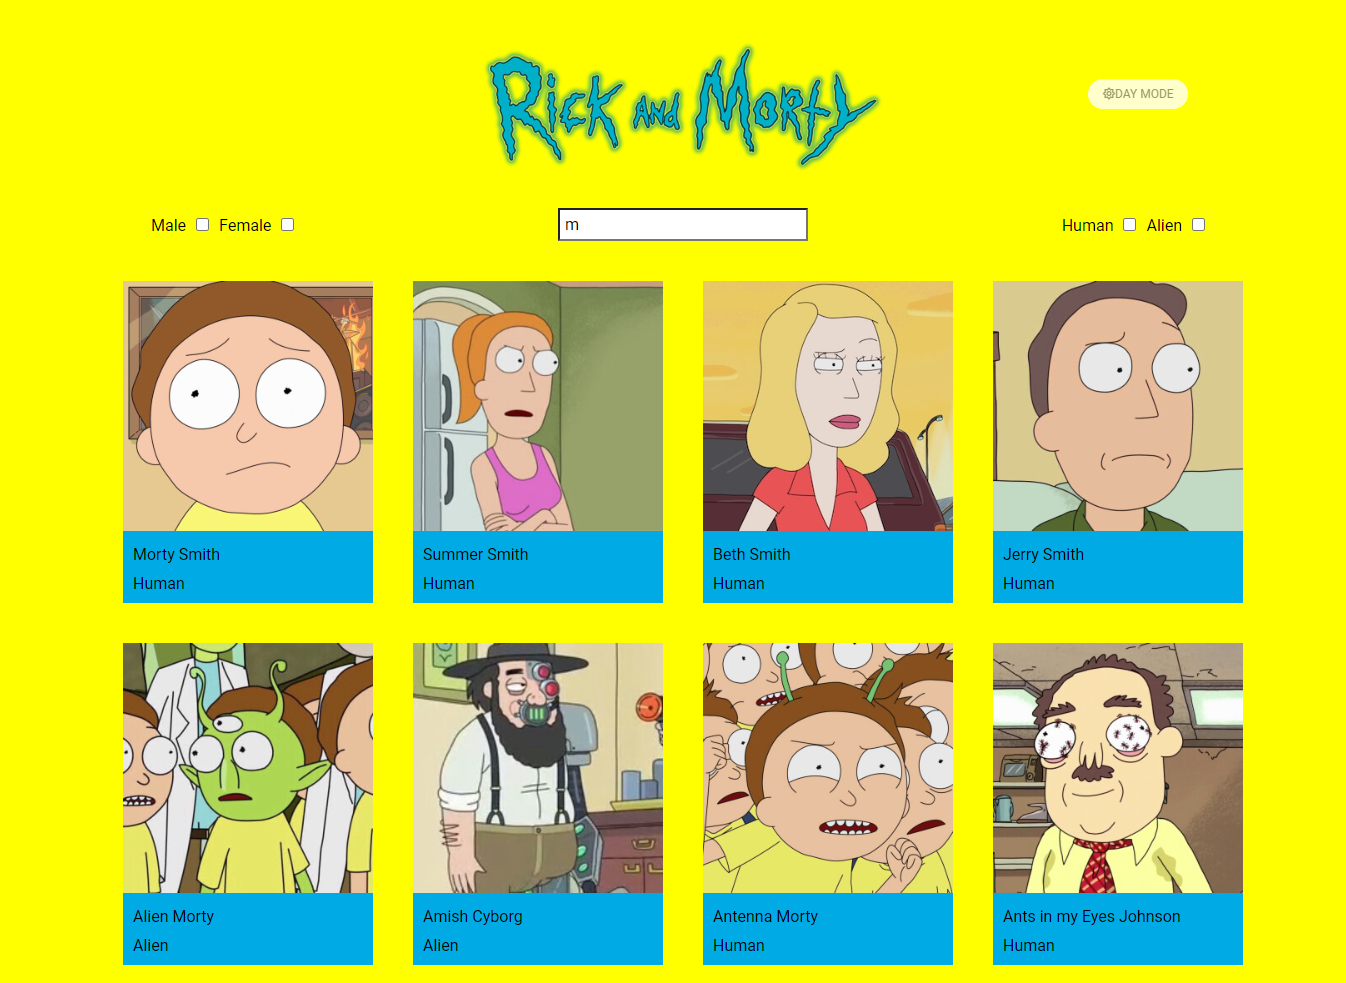 Rick and Morty
DAY MODE
Male Female
m
Human Alien
Morty Smith
Human
Summer Smith
Human
Beth Smith
Human
Jerry Smith
Human
Alien Morty
Alien
Amish Cyborg
Alien
Antenna Morty
Human
Ants in my Eyes Johnson
Human